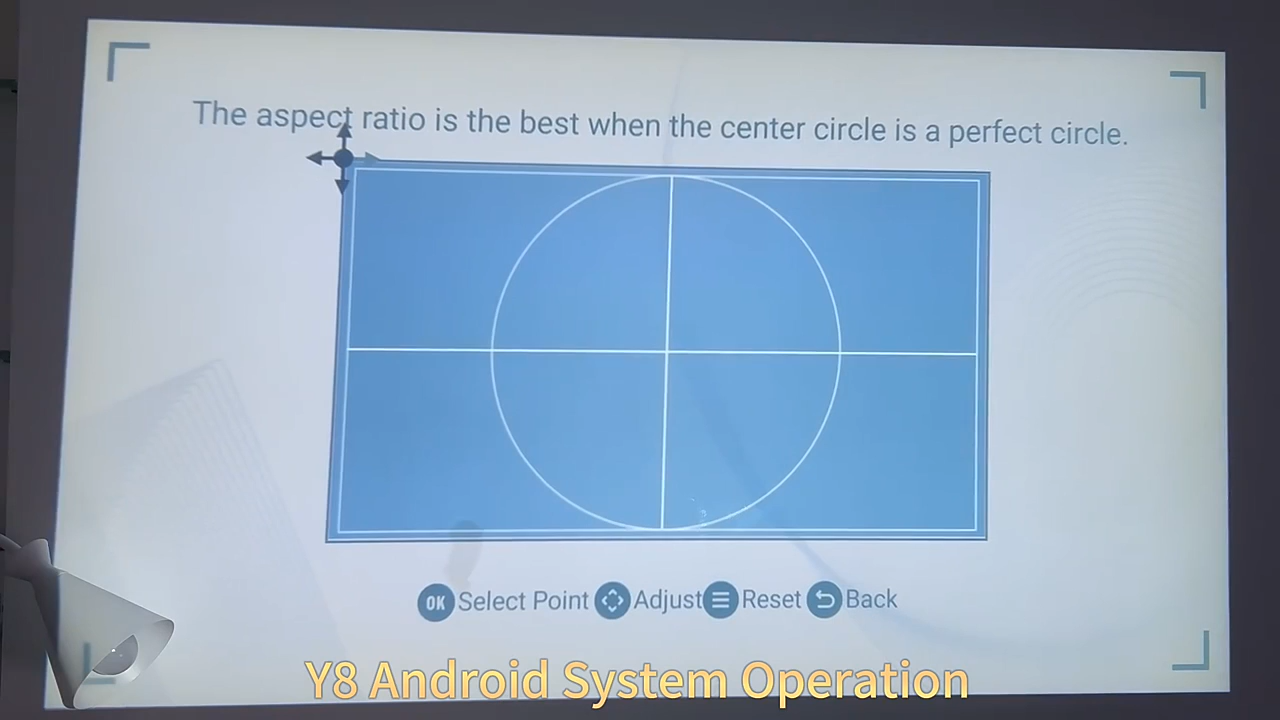 The aspect ratio is the best when the center circle is a perfect circle.
OK Select Point Adjust Reset Back
Y8 Android System Operation